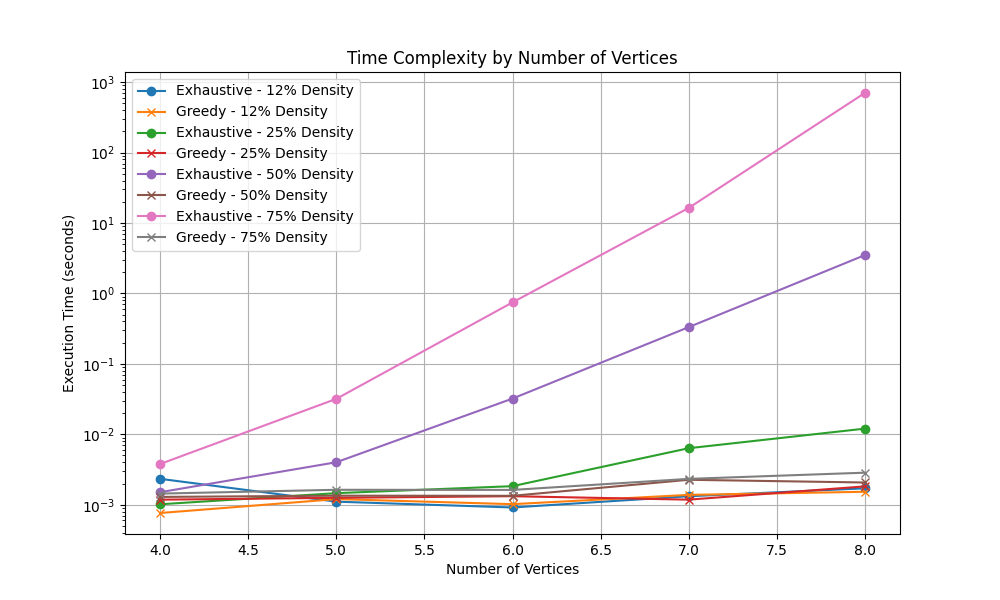 Time Complexity by Number of Vertices
Exhaustive - 12% Density
Greedy - 12% Density
Exhaustive - 25% Density
Greedy - 25% Density
Exhaustive - 50% Density
Greedy - 50% Density
Exhaustive - 75% Density
Greedy - 75% Density
Execution Time (seconds)
10³
10²
10¹
10⁰
10⁻¹
10⁻²
10⁻³
4.0 4.5 5.0 5.5 6.0 6.5 7.0 7.5 8.0
Number of Vertices